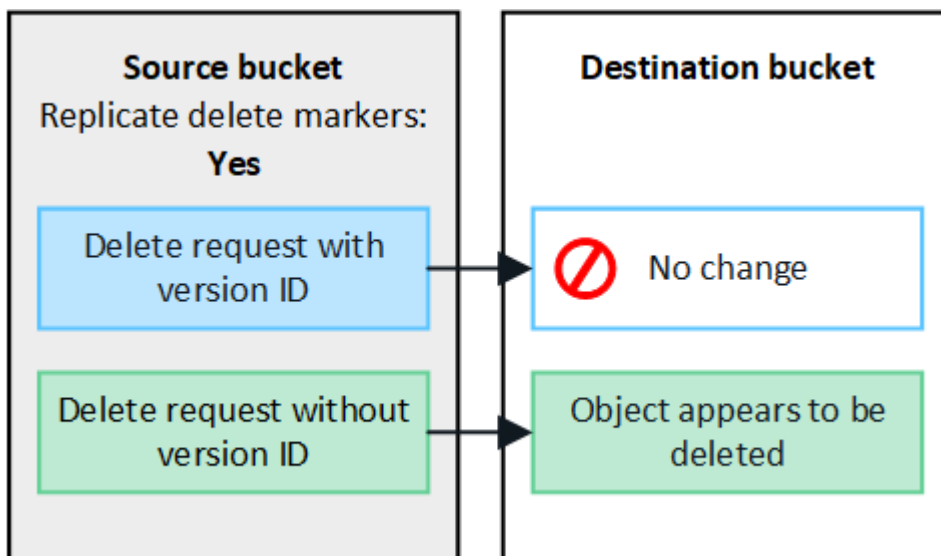 Source bucket
Replicate delete markers:
Yes
Delete request with
version ID
Delete request without
version ID
Destination bucket
No change
Object appears to be
deleted